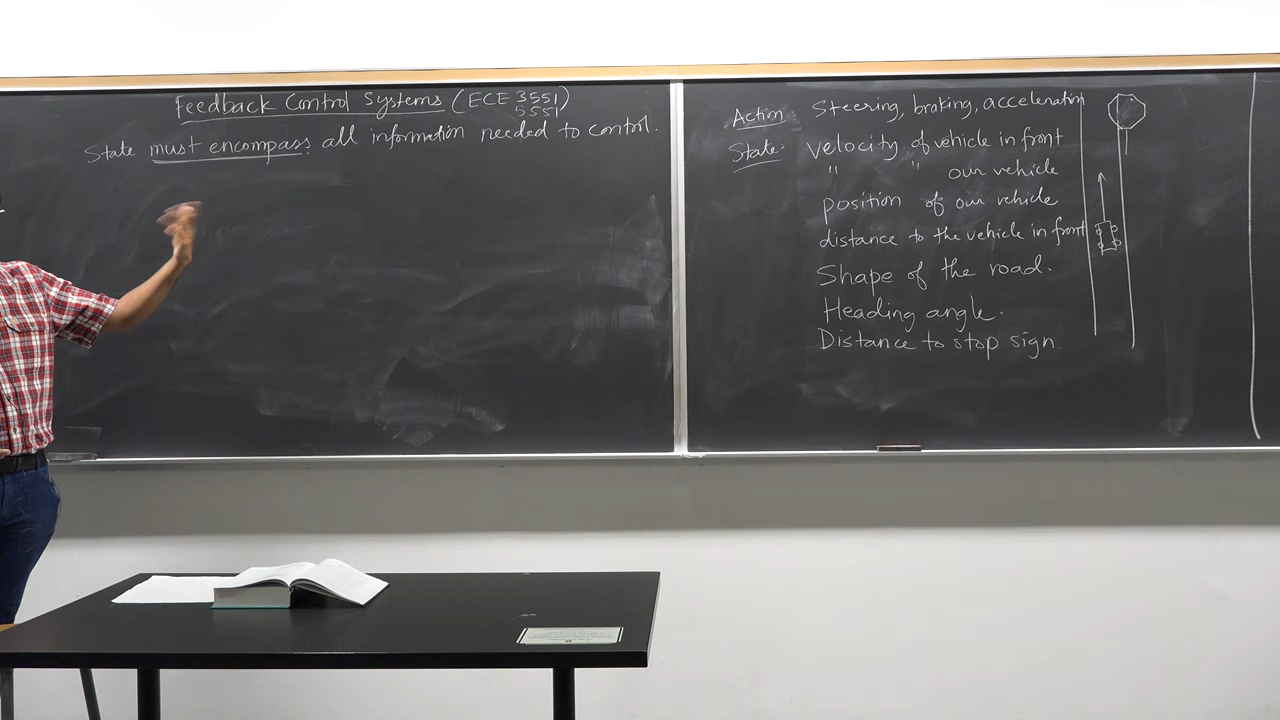 Feedback Control Systems (ECE 3551)
5551
State must encompass all information needed to control.
Action: Steering, braking, acceleration
State: Velocity of vehicle in front
" " our vehicle
position of our vehicle
distance to the vehicle in front
Shape of the road.
Heading angle.
Distance to stop sign.